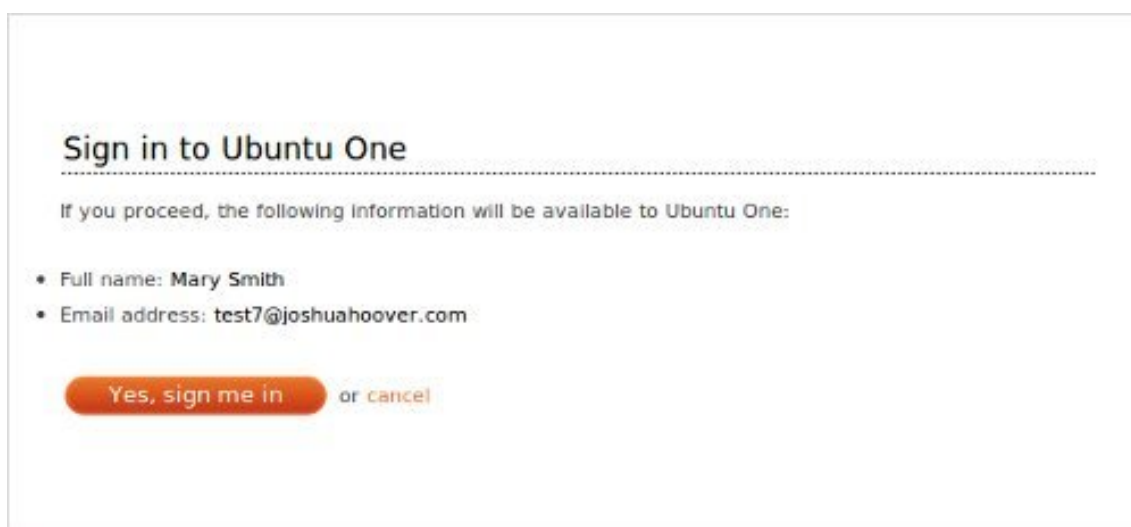 Sign in to Ubuntu One
If you proceed, the following information will be available to Ubuntu One:
• Full name: Mary Smith
• Email address: test7@joshuahoover.com
Yes, sign me in or cancel